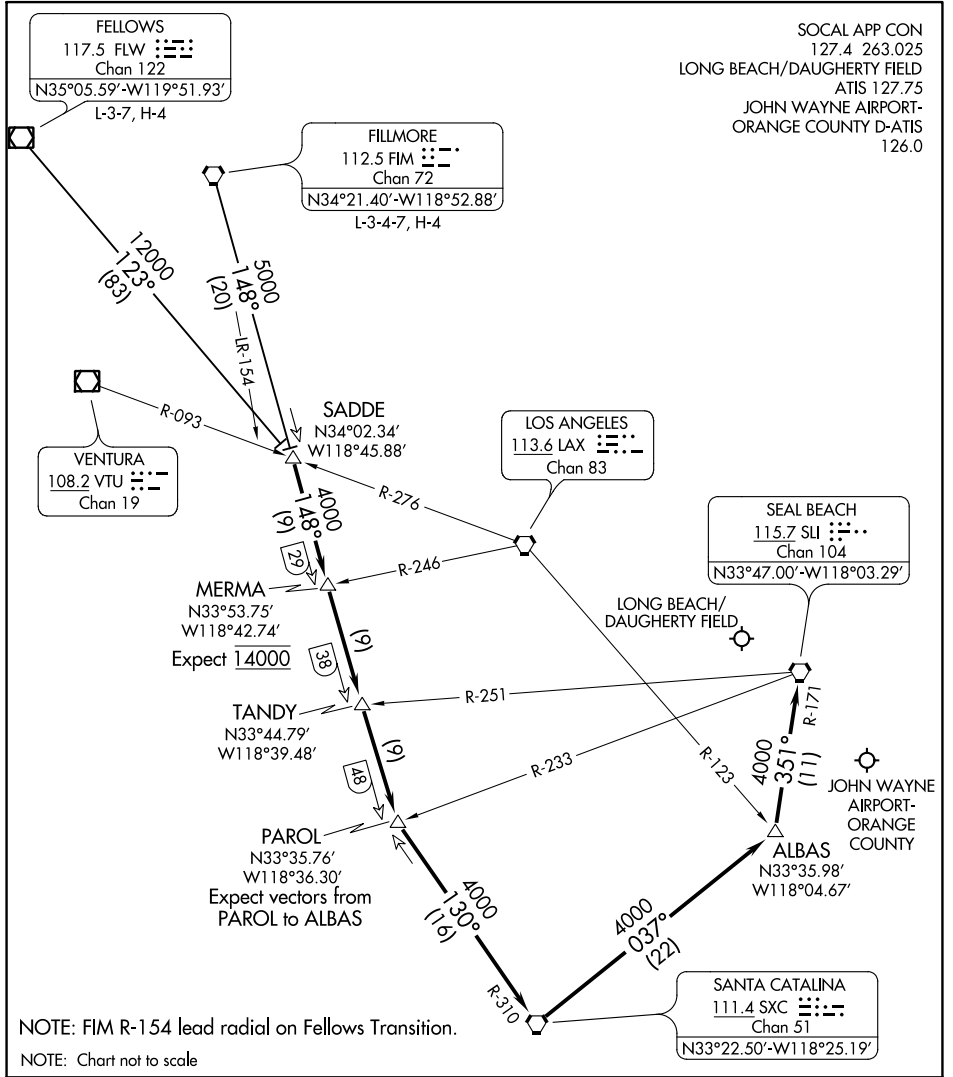 FELLOWS
117.5 FLW
Chan 122
N35°05.59'-W119°51.93'
L-3-7, H-4
SOCAL APP CON
127.4 263.025
LONG BEACH/DAUGHERTY FIELD
ATIS 127.75
JOHN WAYNE AIRPORT-
ORANGE COUNTY D-ATIS
126.0
FILLMORE
112.5 FIM
Chan 72
N34°21.40'-W118°52.88'
L-3-4-7, H-4
12000
123°
(83)
5000
148°
(20)
LR-154
R-093
VENTURA
108.2 VTU
Chan 19
SADDE
N34°02.34'
W118°45.88'
LOS ANGELES
113.6 LAX
Chan 83
R-276
4000
148°
(9)
R-246
SEAL BEACH
115.7 SLI
Chan 104
N33°47.00'-W118°03.29'
29
MERMA
N33°53.75'
W118°42.74'
Expect 14000
(9)
38
LONG BEACH/
DAUGHERTY FIELD
R-251
TANDY
N33°44.79'
W118°39.48'
(9)
R-171
R-233
R-123
4000
351°
(11)
48
JOHN WAYNE
AIRPORT-
ORANGE
COUNTY
PAROL
N33°35.76'
W118°36.30'
Expect vectors from
PAROL to ALBAS
ALBAS
N33°35.98'
W118°04.67'
4000
130°
(16)
4000
037°
(22)
R-310
SANTA CATALINA
111.4 SXC
Chan 51
N33°22.50'-W118°25.19'
NOTE: FIM R-154 lead radial on Fellows Transition.
NOTE: Chart not to scale